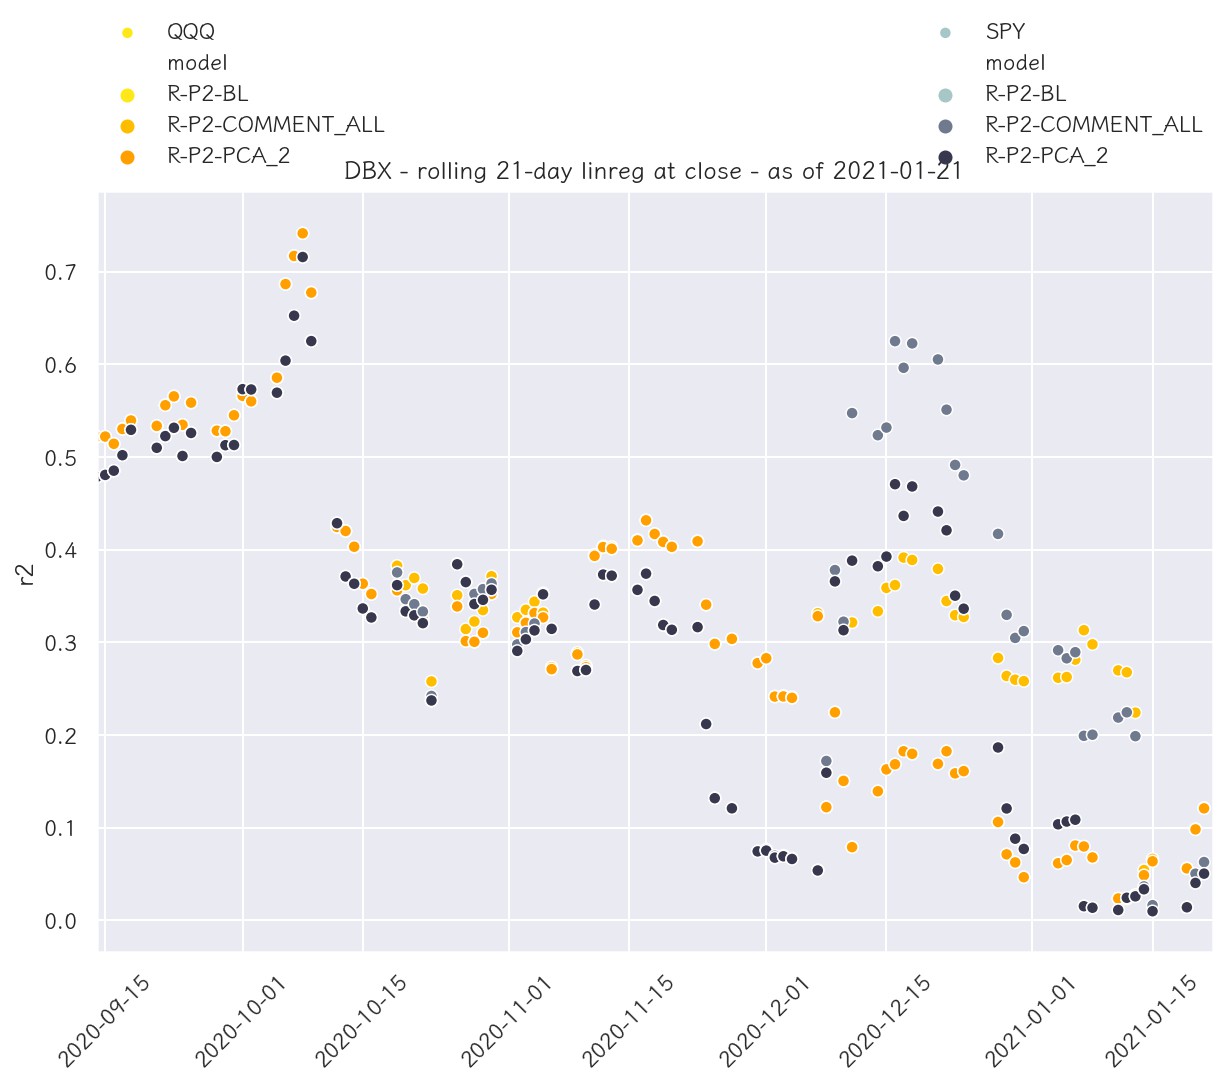 QQQ
model
R-P2-BL
R-P2-COMMENT_ALL
R-P2-PCA_2
SPY
model
R-P2-BL
R-P2-COMMENT_ALL
R-P2-PCA_2
DBX - rolling 21-day linreg at close - as of 2021-01-21
r2
0.7
0.6
0.5
0.4
0.3
0.2
0.1
0.0
2020-09-15
2020-10-01
2020-10-15
2020-11-01
2020-11-15
2020-12-01
2020-12-15
2021-01-01
2021-01-15